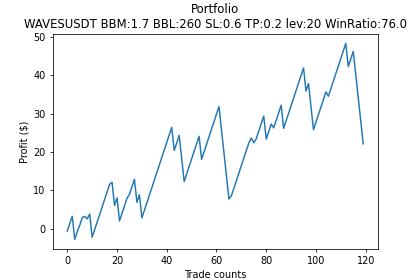 Portfolio
WAVESUSDT BBM:1.7 BBL:260 SL:0.6 TP:0.2 lev:20 WinRatio:76.0
Profit ($)
50
40
30
20
10
0
0 20 40 60 80 100 120
Trade counts